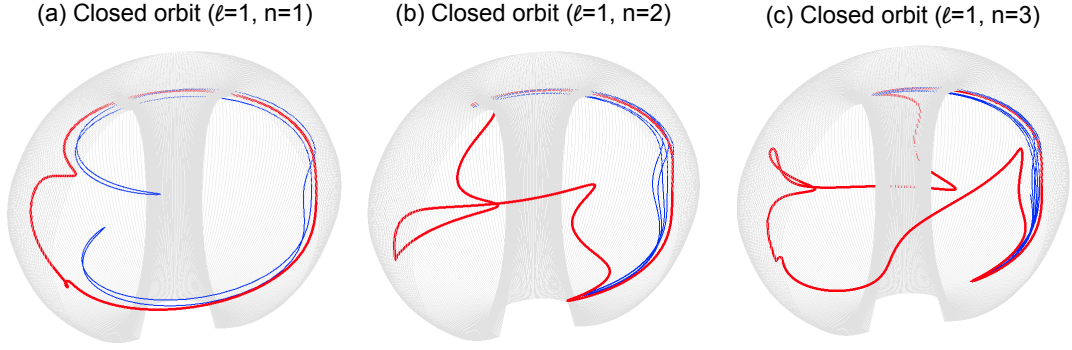 (a) Closed orbit (ℓ=1, n=1)
(b) Closed orbit (ℓ=1, n=2)
(c) Closed orbit (ℓ=1, n=3)